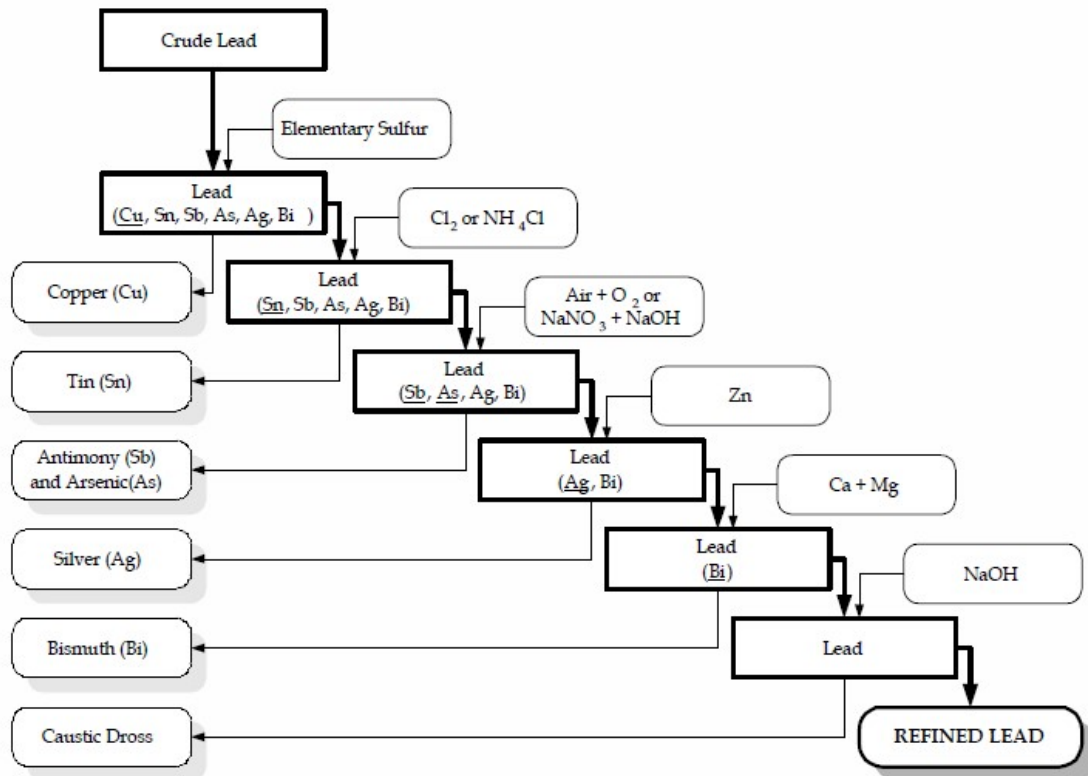 Crude Lead
Elementary Sulfur
Lead
(Cu, Sn, Sb, As, Ag, Bi )
Cl2 or NH4Cl
Copper (Cu)
Lead
(Sn, Sb, As, Ag, Bi)
Air + O2 or
NaNO3 + NaOH
Tin (Sn)
Lead
(Sb, As, Ag, Bi)
Zn
Antimony (Sb)
and Arsenic(As)
Lead
(Ag, Bi)
Ca + Mg
Silver (Ag)
Lead
(Bi)
NaOH
Bismuth (Bi)
Lead
Caustic Dross
REFINED LEAD